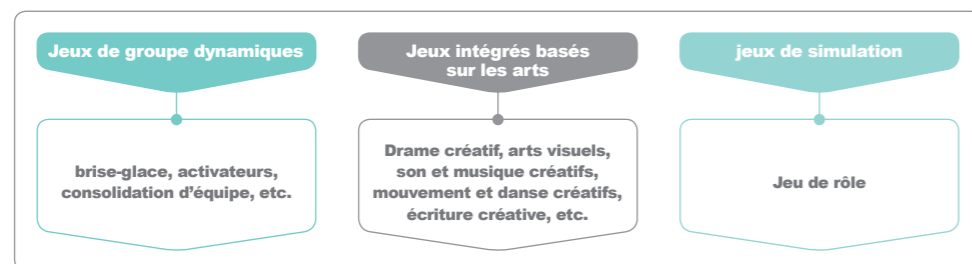 Jeux de groupe dynamiques
brise-glace, activateurs,
consolidation d'équipe, etc.
Jeux intégrés basés
sur les arts
Drame créatif, arts visuels,
son et musique créatifs,
mouvement et danse créatifs,
écriture créative, etc.
jeux de simulation
Jeu de rôle